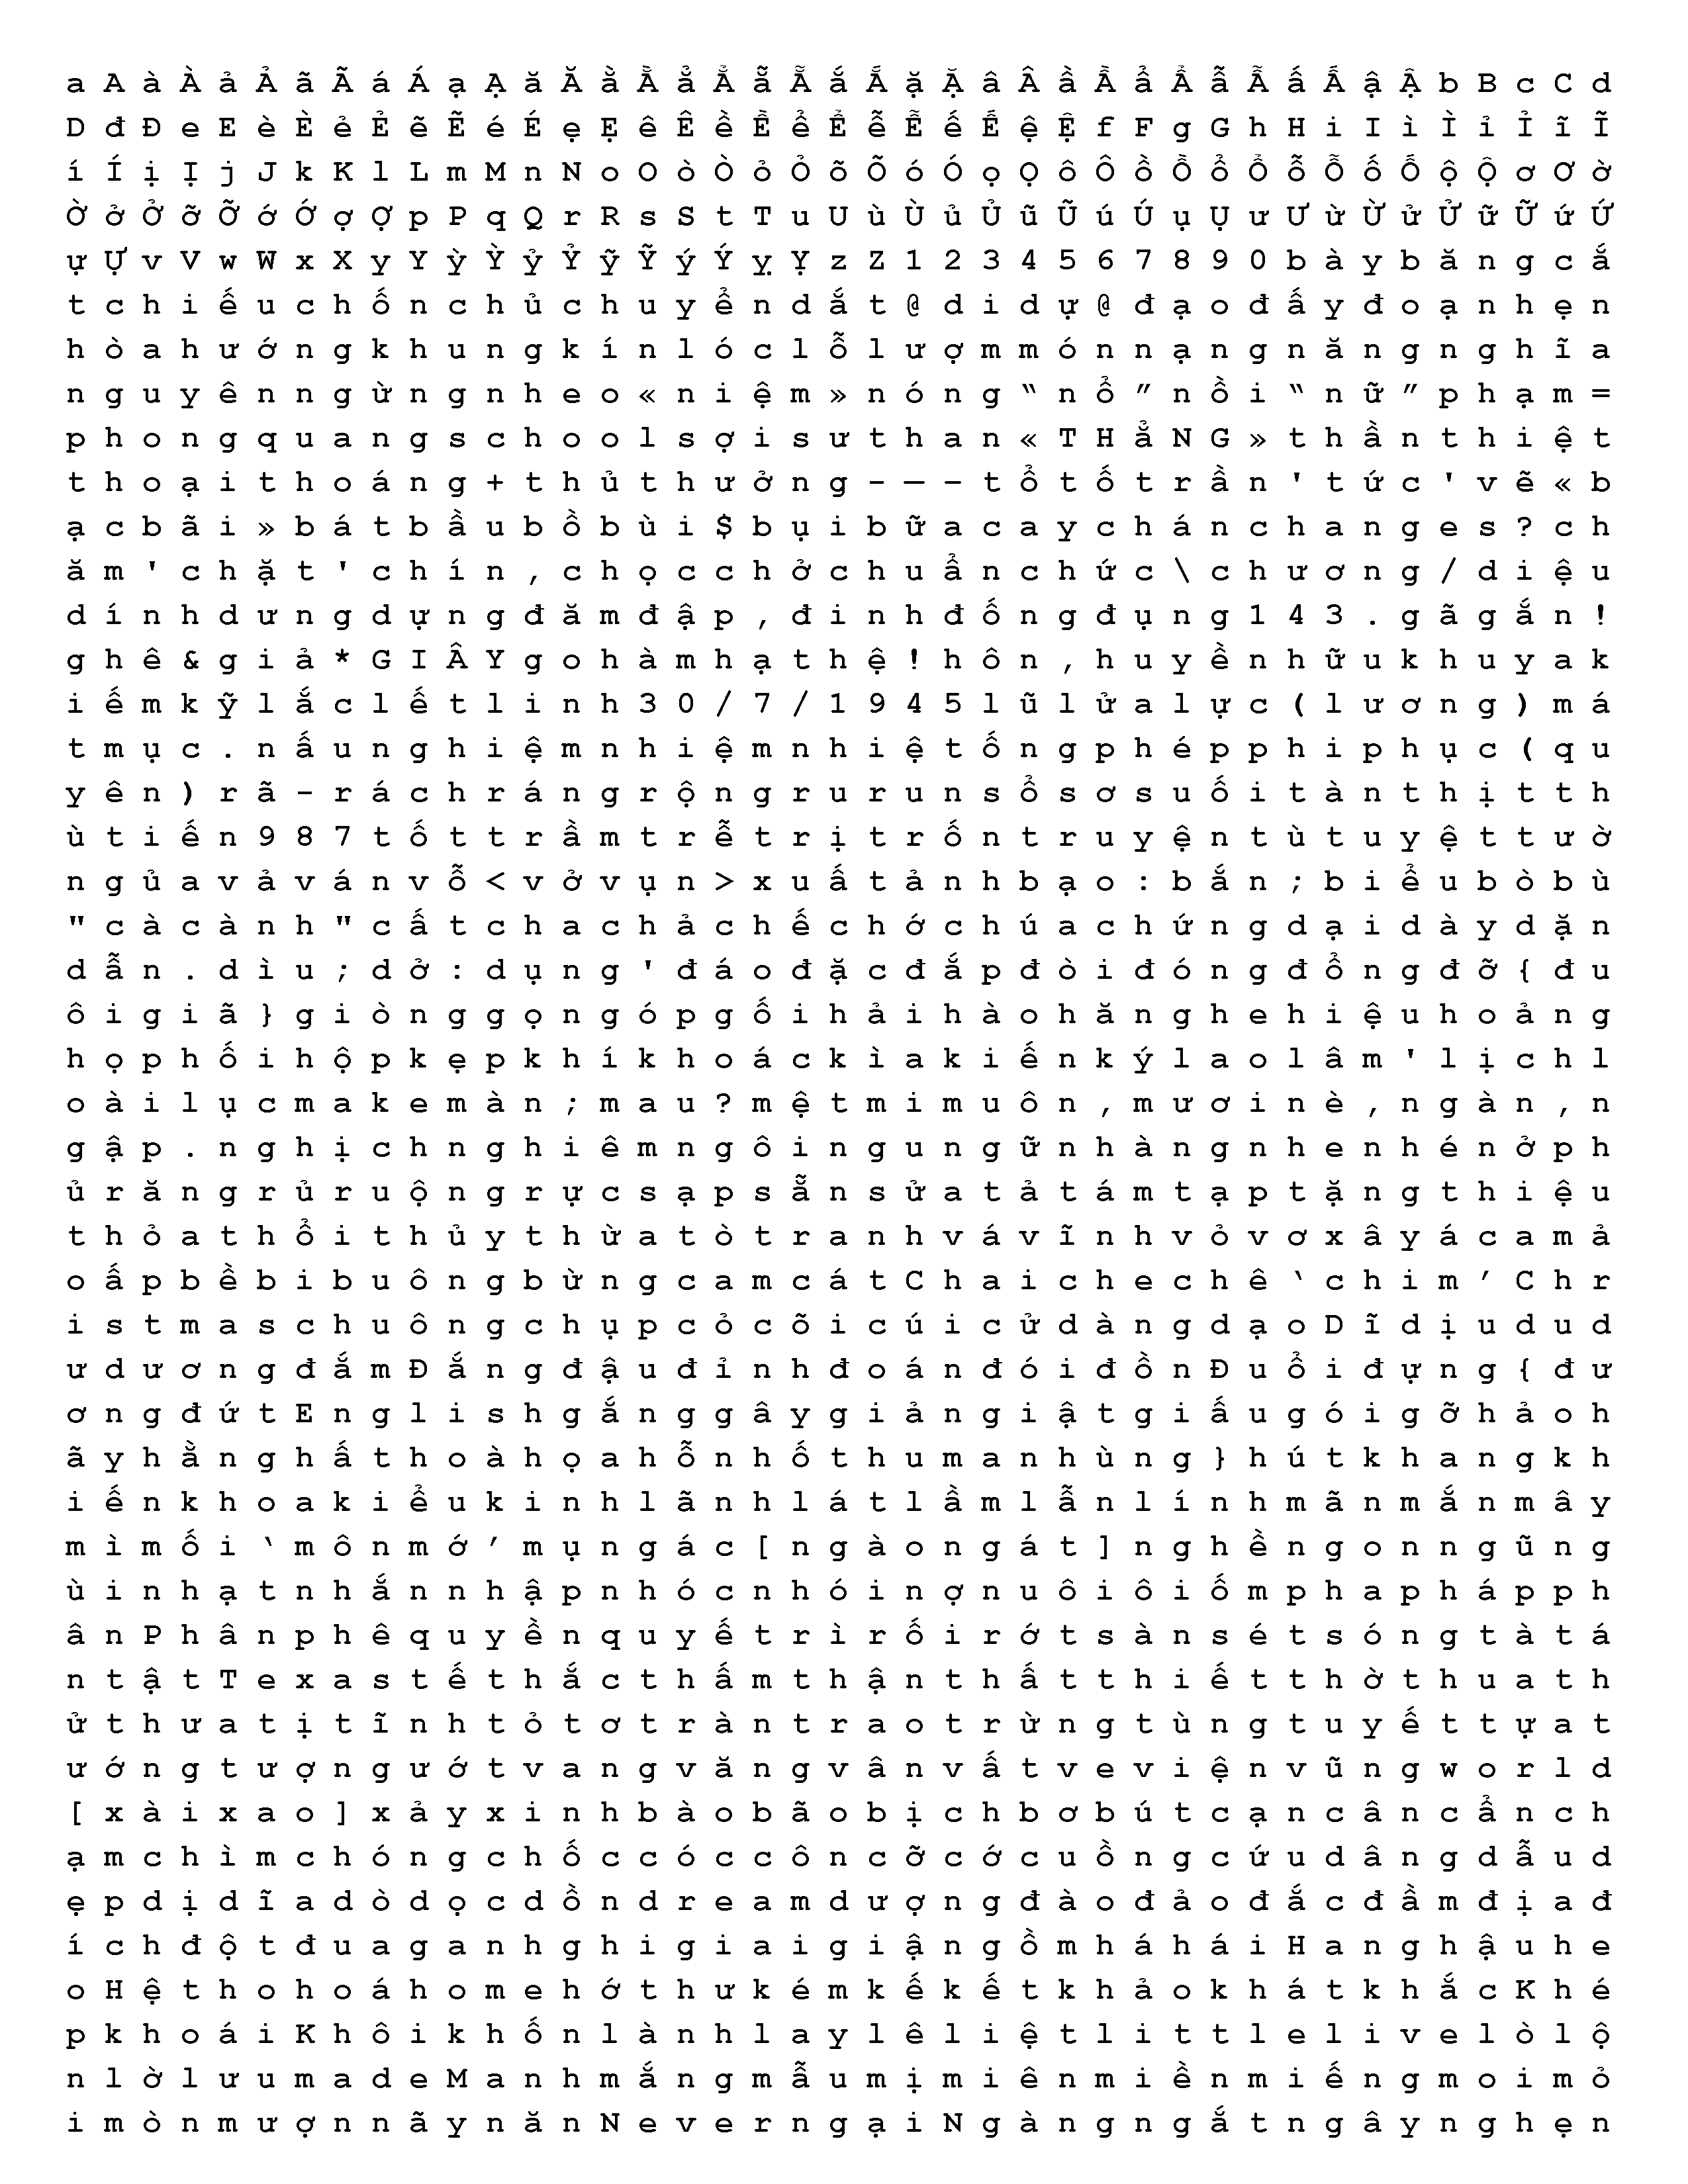 a A à À ả Ả ã Ã á Á ạ Ạ ă Ă ằ Ằ ẳ Ẳ ẵ Ẵ ắ Ắ ặ Ặ â Â ầ Ầ ẩ Ẩ ẫ Ẫ ấ Ấ ậ Ậ b B c C d
D đ Đ e E è È ẻ Ẻ ẽ Ẽ é É ẹ Ẹ ê Ê ề Ề ể Ể ễ Ễ ế Ế ệ Ệ f F g G h H i I ì Ì ỉ Ỉ ĩ Ĩ
í Í ị Ị j J k K l L m M n N o O ò Ò ỏ Ỏ õ Õ ó Ó ọ Ọ ô Ô ồ Ồ ổ Ổ ỗ Ỗ ố Ố ộ Ộ ơ Ơ ờ
Ờ ở Ở ỡ Ỡ ớ Ớ ợ Ợ p P q Q r R s S t T u U ù Ù ủ Ủ ũ Ũ ú Ú ụ Ụ ư Ư ừ Ừ ử Ử ữ Ữ ứ Ứ
ự Ự v V w W x X y Y ỳ Ỳ ỷ Ỷ ỹ Ỹ ý Ý ỵ Ỵ z Z 1 2 3 4 5 6 7 8 9 0 b à y b ă n g c ắ
t c h i ế u c h ố n c h ủ c h u y ể n d ắ t @ d i d ự @ đ ạ o đ ấ y đ o ạ n h ẹ n
h ò a h ư ớ n g k h u n g k í n l ó c l ỗ l ư ợ m m ó n n ạ n g n ă n g n g h ĩ a
n g u y ê n n g ừ n g n h e o « n i ệ m » n ó n g “ n ổ ” n ồ i “ n ữ ” p h ạ m =
p h o n g q u a n g s c h o o l s ợ i s ư t h a n « T H ẳ N G » t h ầ n t h i ệ t
t h o ạ i t h o á n g + t h ủ t h ư ở n g - — – t ổ t ố t r ầ n ' t ứ c ' v ẽ « b
ạ c b ã i » b á t b ầ u b ồ b ù i $ b ụ i b ữ a c a y c h á n c h a n g e s ? c h
ă m ' c h ặ t ' c h í n , c h ọ c c h ở c h u ẩ n c h ứ c \ c h ư ơ n g / d i ệ u
d í n h d ư n g d ự n g đ ă m đ ậ p , đ i n h đ ố n g đ ụ n g 1 4 3 . g ã g ắ n !
g h ê & g i ả * G I Â Y g o h à m h ạ t h ệ ! h ô n , h u y ề n h ữ u k h u y a k
i ế m k ỹ l ắ c l ế t l i n h 3 0 / 7 / 1 9 4 5 l ũ l ử a l ự c ( l ư ơ n g ) m á
t m ụ c . n ấ u n g h i ệ m n h i ệ m n h i ệ t ố n g p h é p p h i p h ụ c ( q u
y ê n ) r ã – r á c h r á n g r ộ n g r u r u n s ổ s ơ s u ố i t à n t h ị t t h
ù t i ế n 9 8 7 t ố t t r ầ m t r ễ t r ị t r ố n t r u y ệ n t ù t u y ệ t t ư ờ
n g ủ a v ả v á n v ỗ < v ở v ụ n > x u ấ t ả n h b ạ o : b ắ n ; b i ể u b ò b ù
" c à c à n h " c ấ t c h a c h ả c h ế c h ớ c h ú a c h ứ n g d ạ i d à y d ặ n
d ẫ n . d ì u ; d ở : d ụ n g ' đ á o đ ặ c đ ắ p đ ò i đ ó n g đ ổ n g đ ỡ { đ u
ô i g i ã } g i ò n g g ọ n g ó p g ố i h ả i h à o h ă n g h e h i ệ u h o ả n g
h ọ p h ố i h ộ p k ẹ p k h í k h o á c k ì a k i ế n k ý l a o l â m ' l ị c h l
o à i l ụ c m a k e m à n ; m a u ? m ệ t m i m u ô n , m ư ơ i n è , n g à n , n
g ậ p . n g h ị c h n g h i ê m n g ô i n g u n g ữ n h à n g n h e n h é n ở p h
ủ r ă n g r ủ r u ộ n g r ự c s ạ p s ẵ n s ử a t ả t á m t ạ p t ặ n g t h i ệ u
t h ỏ a t h ổ i t h ủ y t h ừ a t ò t r a n h v á v ĩ n h v ỏ v ơ x â y á c a m ả
o ấ p b ề b i b u ô n g b ừ n g c a m c á t C h a i c h e c h ê ‘ c h i m ’ C h r
i s t m a s c h u ô n g c h ụ p c ỏ c õ i c ú i c ử d à n g d ạ o D ĩ d ị u d u d
ư d ư ơ n g đ ắ m Đ ắ n g đ ậ u đ ỉ n h đ o á n đ ó i đ ồ n Đ u ổ i đ ự n g { đ ư
ơ n g đ ứ t E n g l i s h g ắ n g g â y g i ả n g i ậ t g i ấ u g ó i g ỡ h ả o h
ã y h ằ n g h ấ t h o à h ọ a h ỗ n h ố t h u m a n h ù n g } h ú t k h a n g k h
i ế n k h o a k i ể u k i n h l ã n h l á t l ầ m l ẫ n l í n h m ã n m ắ n m â y
m ì m ố i ‘ m ô n m ớ ’ m ụ n g á c [ n g à o n g á t ] n g h ề n g o n n g ũ n g
ù i n h ạ t n h ắ n n h ậ p n h ó c n h ó i n ợ n u ô i ô i ố m p h a p h á p p h
â n P h â n p h ê q u y ề n q u y ế t r ì r ố i r ớ t s à n s é t s ó n g t à t á
n t ậ t T e x a s t ế t h ắ c t h ấ m t h ậ n t h ấ t t h i ế t t h ờ t h u a t h
ử t h ư a t ị t ĩ n h t ỏ t ơ t r à n t r a o t r ừ n g t ù n g t u y ế t t ự a t
ư ớ n g t ư ợ n g ư ớ t v a n g v ă n g v â n v ấ t v e v i ệ n v ũ n g w o r l d
[ x à i x a o ] x ả y x i n h b à o b ã o b ị c h b ơ b ú t c ạ n c â n c ẩ n c h
ạ m c h ì m c h ó n g c h ố c c ó c c ô n c ỡ c ớ c u ồ n g c ứ u d â n g d ẫ u d
ẹ p d ị d ĩ a d ò d ọ c d ồ n d r e a m d ư ợ n g đ à o đ ả o đ ắ c đ ầ m đ ị a đ
í c h đ ộ t đ u a g a n h g h i g i a i g i ậ n g ồ m h á h á i H a n g h ậ u h e
o H ệ t h o h o á h o m e h ớ t h ư k é m k ế k ế t k h ả o k h á t k h ắ c K h é
p k h o á i K h ô i k h ố n l à n h l a y l ê l i ệ t l i t t l e l i v e l ò l ộ
n l ờ l ư u m a d e M a n h m ắ n g m ẫ u m ị m i ê n m i ề n m i ế n g m o i m ỏ
i m ò n m ư ợ n n ã y n ă n N e v e r n g ạ i N g à n g n g ắ t n g â y n g h ẹ n